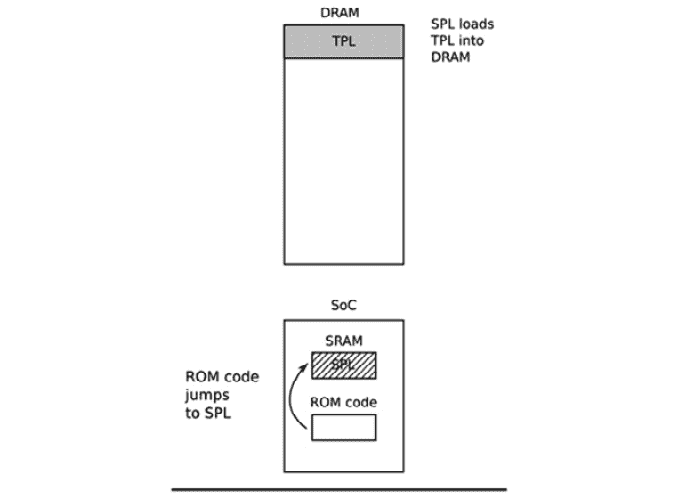 DRAM
TPL
SPL loads
TPL into
DRAM
SoC
SRAM
SPL
ROM code
ROM code
jumps
to SPL